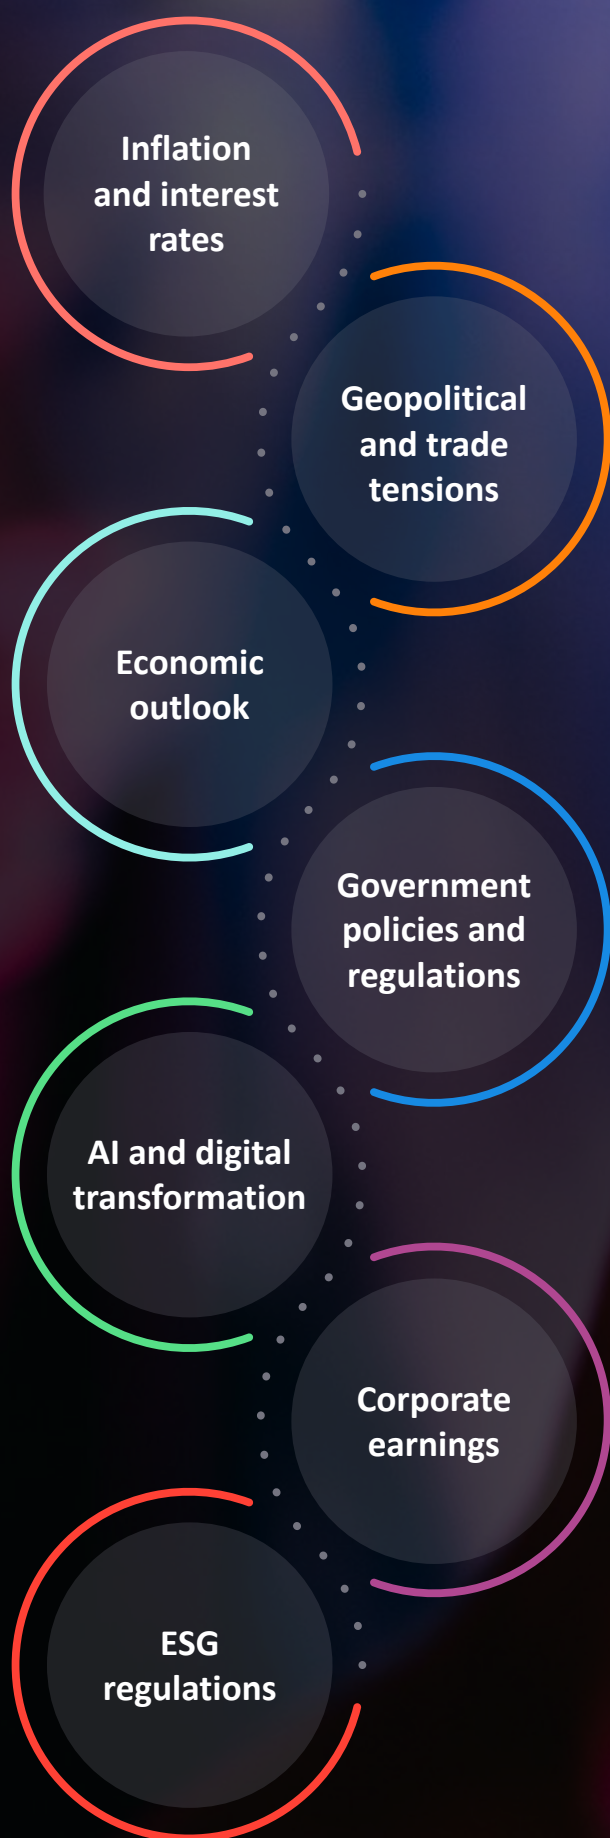 Inflation
and interest
rates
Geopolitical
and trade
tensions
Economic
outlook
Government
policies and
regulations
AI and digital
transformation
Corporate
earnings
ESG
regulations